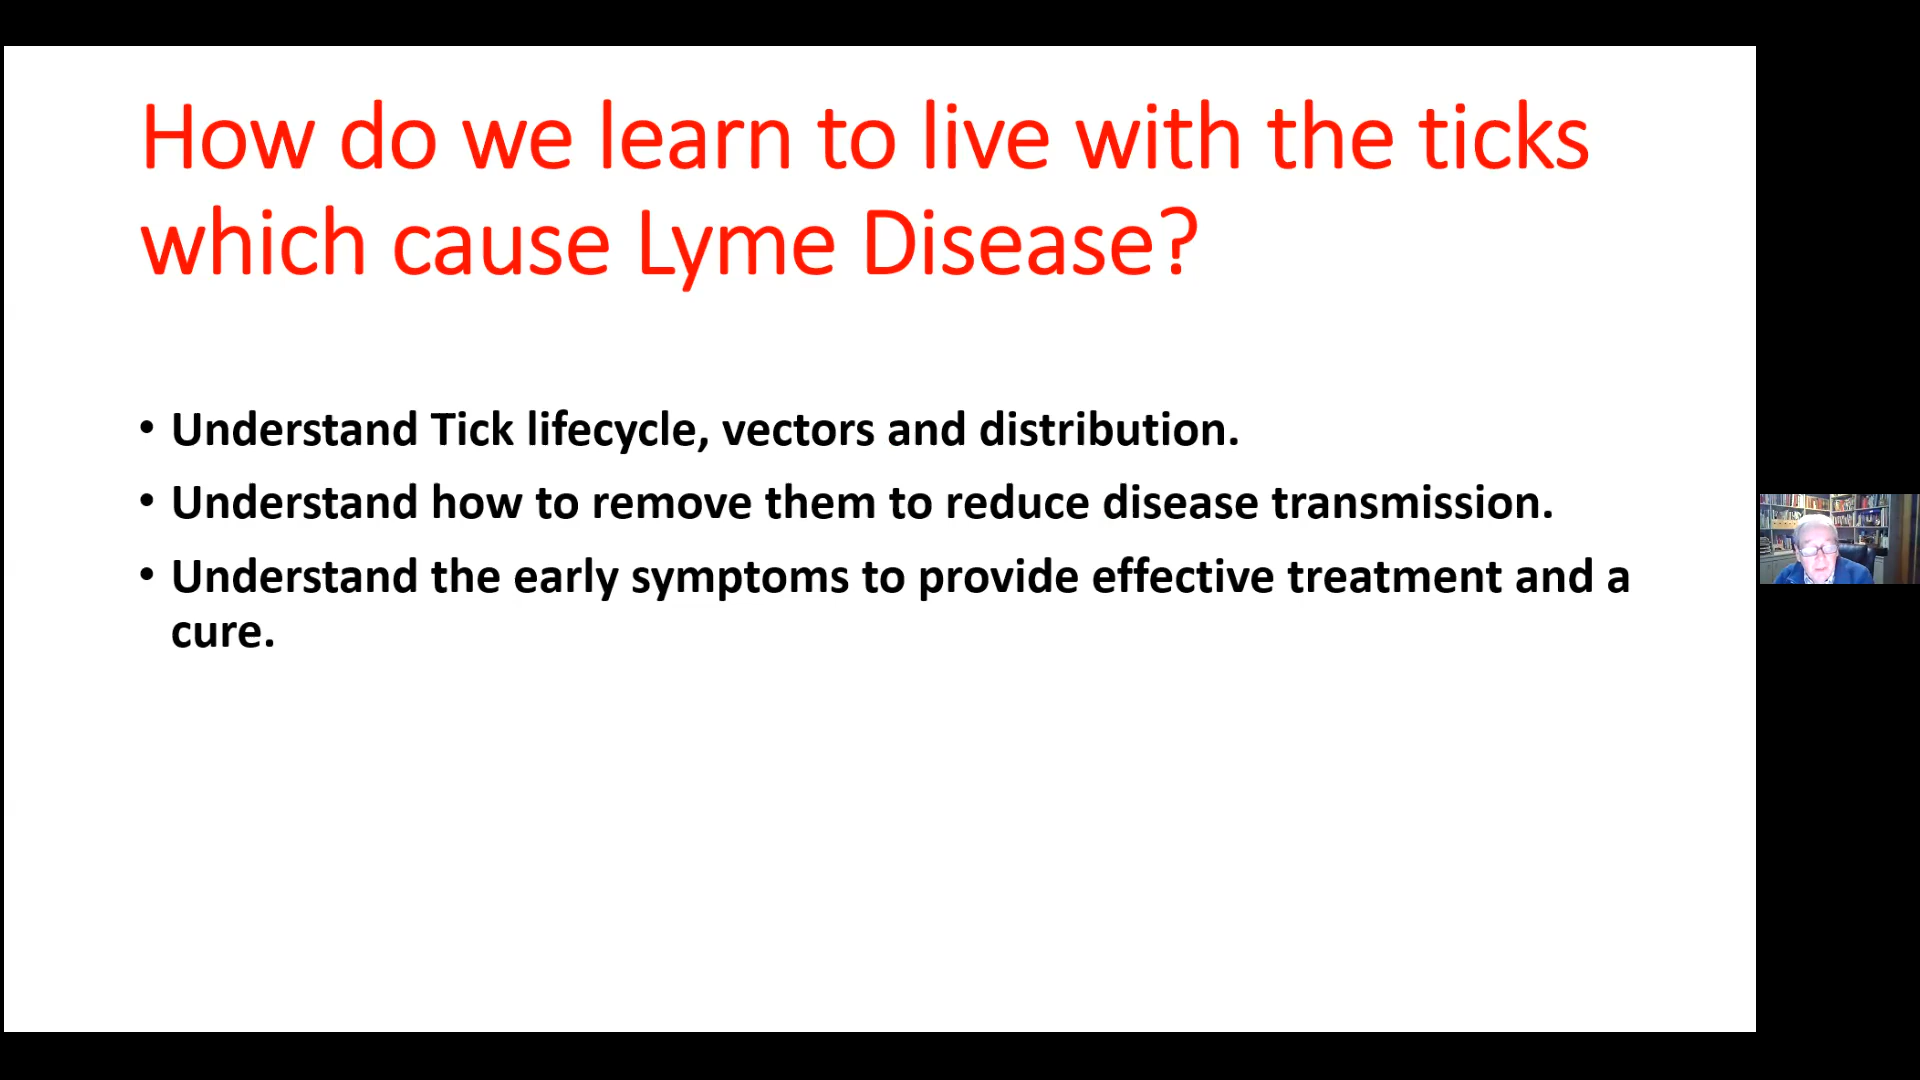 How do we learn to live with the ticks
which cause Lyme Disease?
• Understand Tick lifecycle, vectors and distribution.
• Understand how to remove them to reduce disease transmission.
• Understand the early symptoms to provide effective treatment and a
cure.